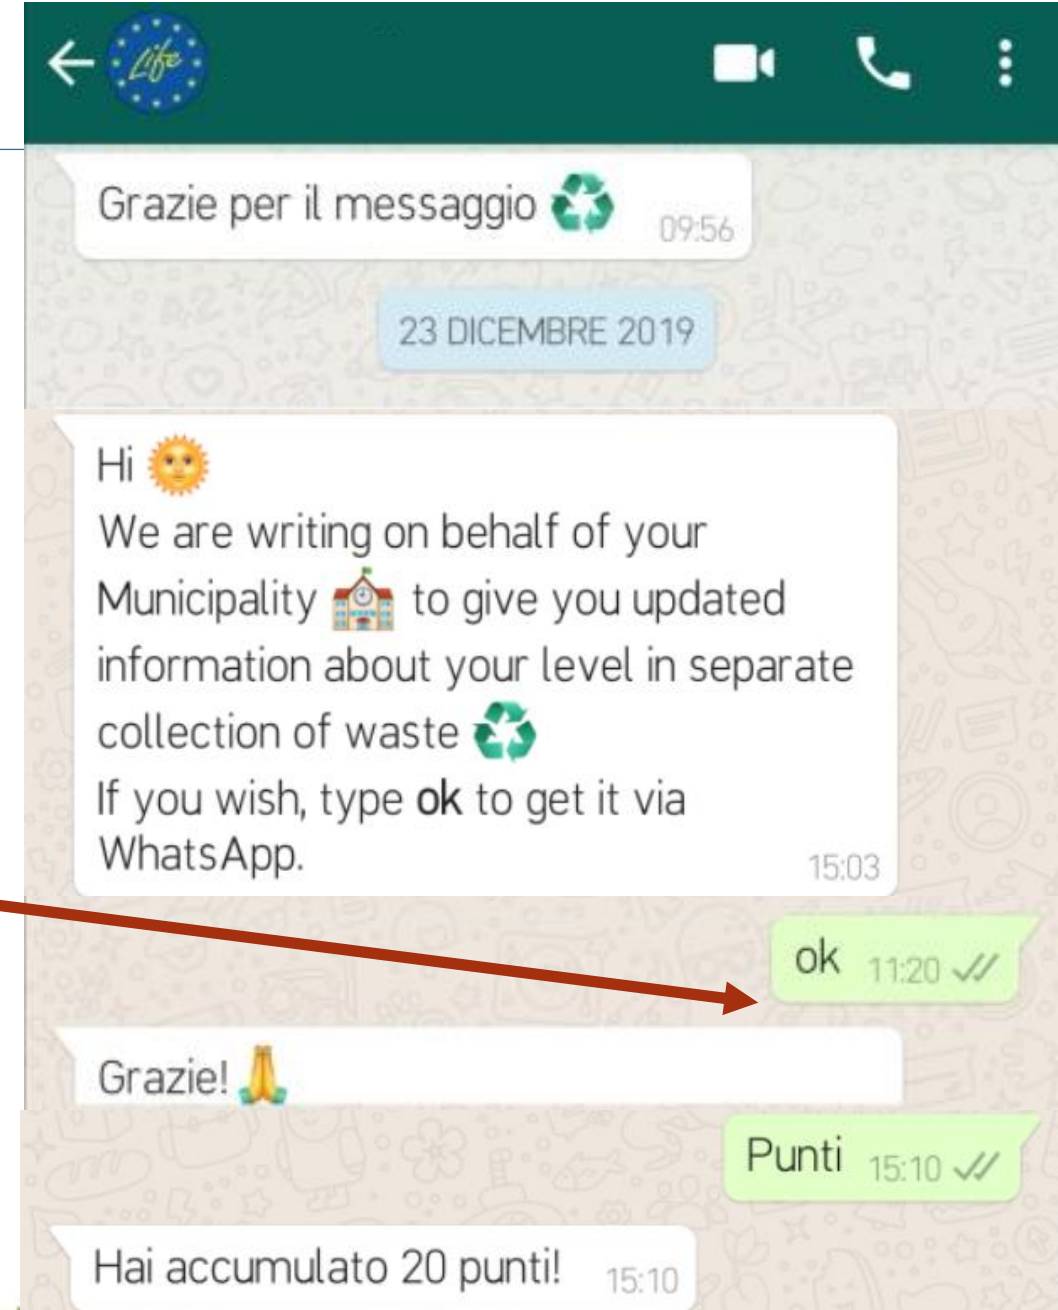 Life
Grazie per il messaggio ♻️ 09:56
23 DICEMBRE 2019
Hi 🌞
We are writing on behalf of your
Municipality 🏫 to give you updated
information about your level in separate
collection of waste ♻️
If you wish, type ok to get it via
WhatsApp. 15:03
ok 11:20
Grazie! 🙏
Punti 15:10
Hai accumulato 20 punti! 15:10